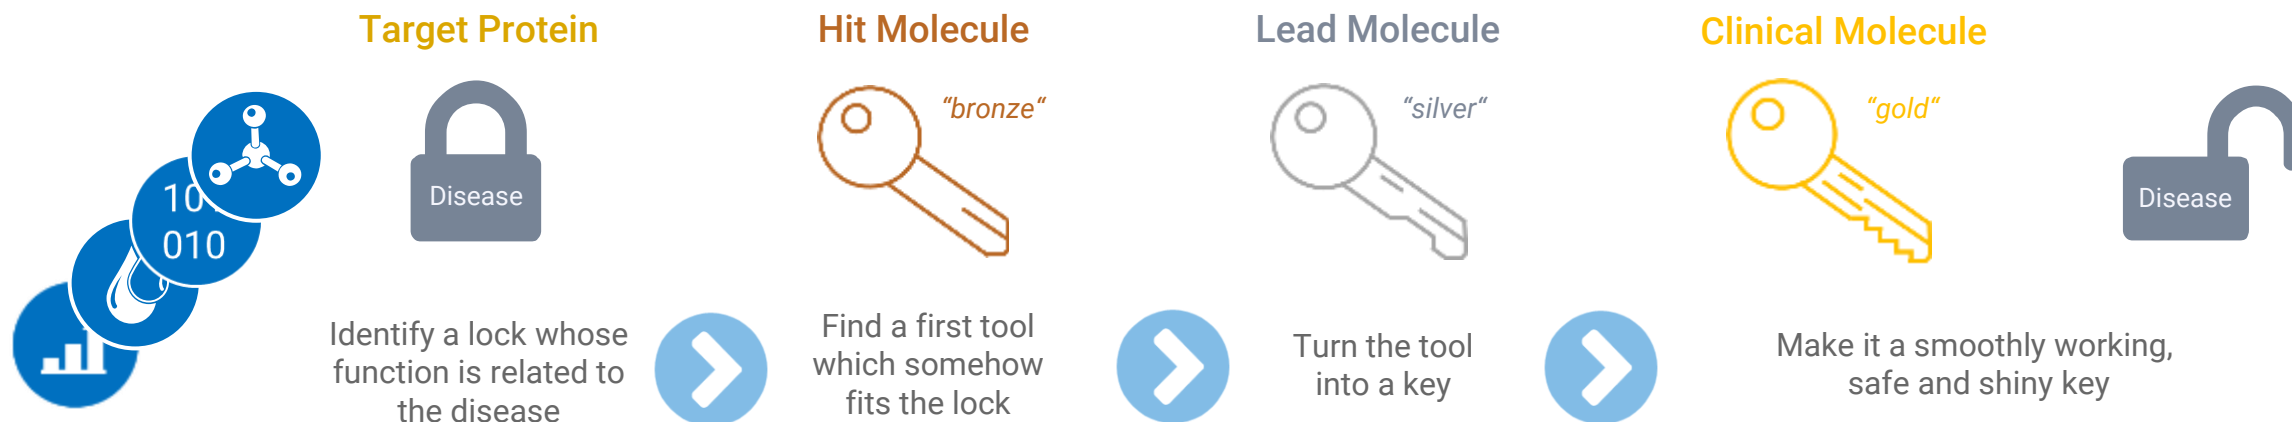 Target Protein
Hit Molecule
Lead Molecule
Clinical Molecule
“bronze“
“silver“
“gold“
10
010
Disease
Disease
Identify a lock whose
function is related to
the disease
Find a first tool
which somehow
fits the lock
Turn the tool
into a key
Make it a smoothly working,
safe and shiny key